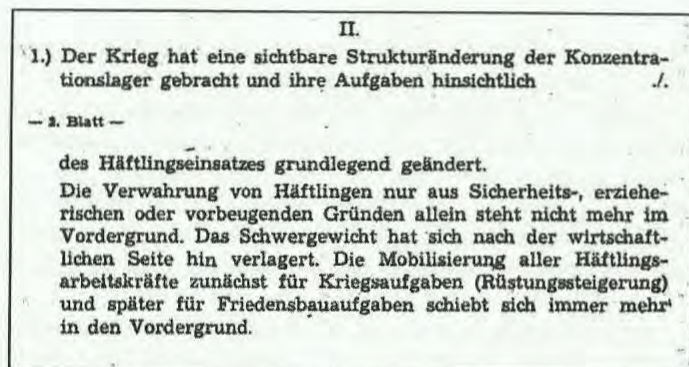 II.
1.) Der Krieg hat eine sichtbare Strukturänderung der Konzentra-
tionslager gebracht und ihre Aufgaben hinsichtlich ./.
— 2. Blatt —
des Häftlingseinsatzes grundlegend geändert.
Die Verwahrung von Häftlingen nur aus Sicherheits-, erziehe-
rischen oder vorbeugenden Gründen allein steht nicht mehr im
Vordergrund. Das Schwergewicht hat sich nach der wirtschaft-
lichen Seite hin verlagert. Die Mobilisierung aller Häftlings-
arbeitskräfte zunächst für Kriegsaufgaben (Rüstungssteigerung)
und später für Friedensbauaufgaben schiebt sich immer mehr
in den Vordergrund.